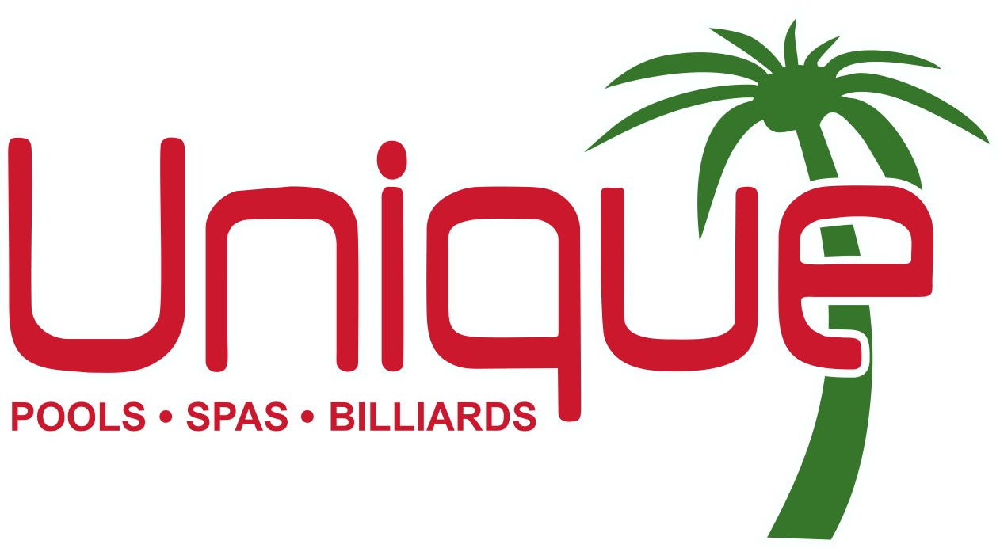 Unique
POOLS • SPAS • BILLIARDS